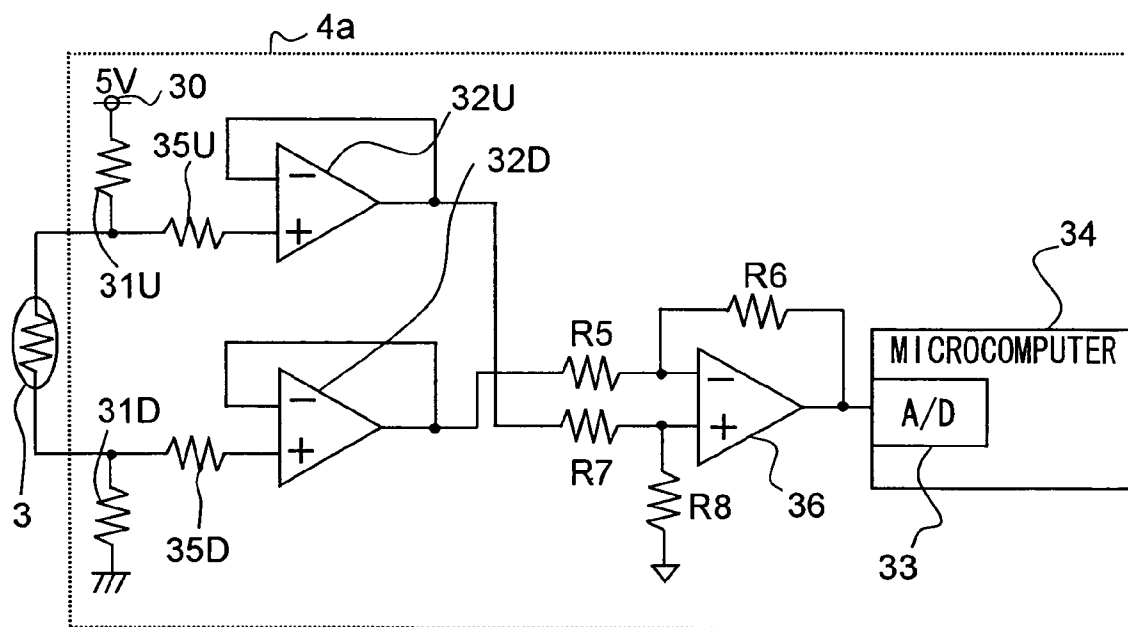 4a
5V
30
32U
35U
32D
-
+
31U
34
R6
R5
MICROCOMPUTER
-
-
31D
A/D
+
+
R7
3
R8
36
35D
33